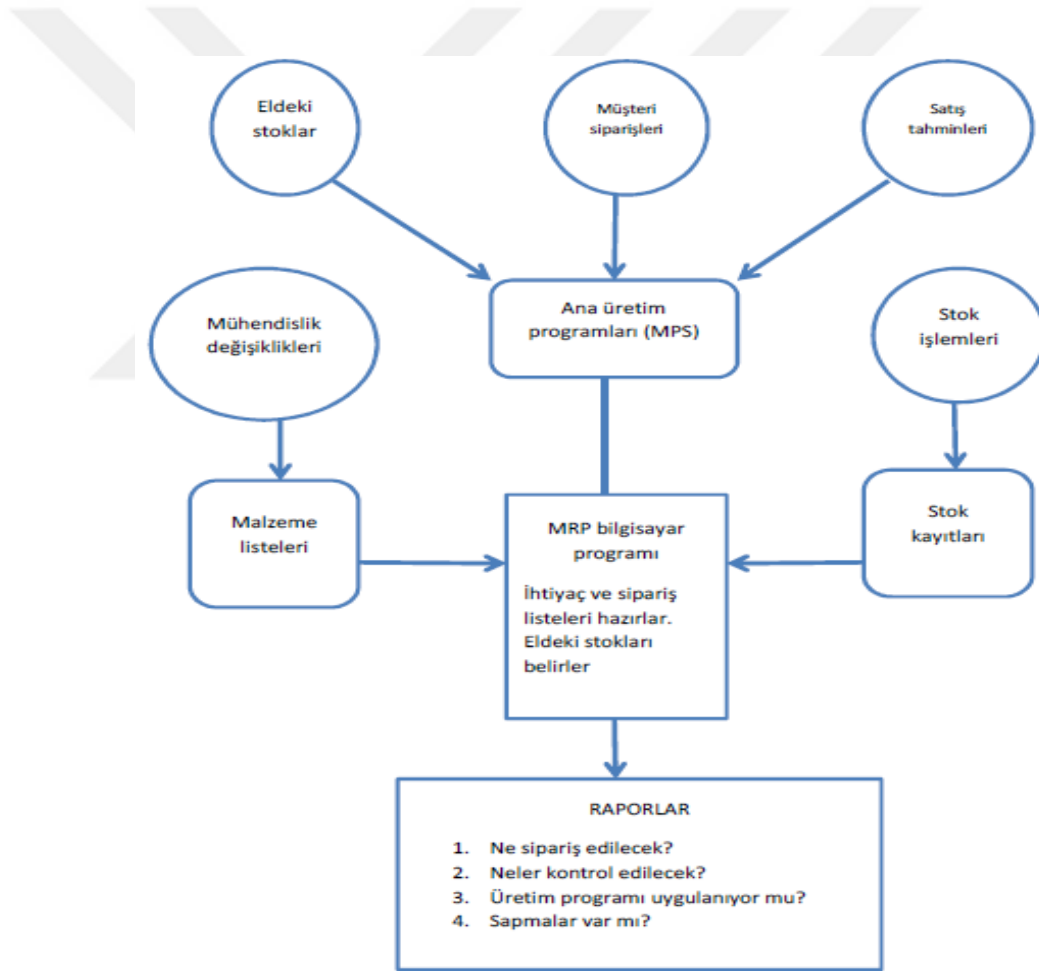 Eldeki
stoklar
Müşteri
siparişleri
Satış
tahminleri
Mühendislik
değişiklikleri
Ana üretim
programları (MPS)
Stok
işlemleri
Malzeme
listeleri
MRP bilgisayar
programı
İhtiyaç ve sipariş
listeleri hazırlar.
Eldeki stokları
belirler
Stok
kayıtları
RAPORLAR
1. Ne sipariş edilecek?
2. Neler kontrol edilecek?
3. Üretim programı uygulanıyor mu?
4. Sapmalar var mı?